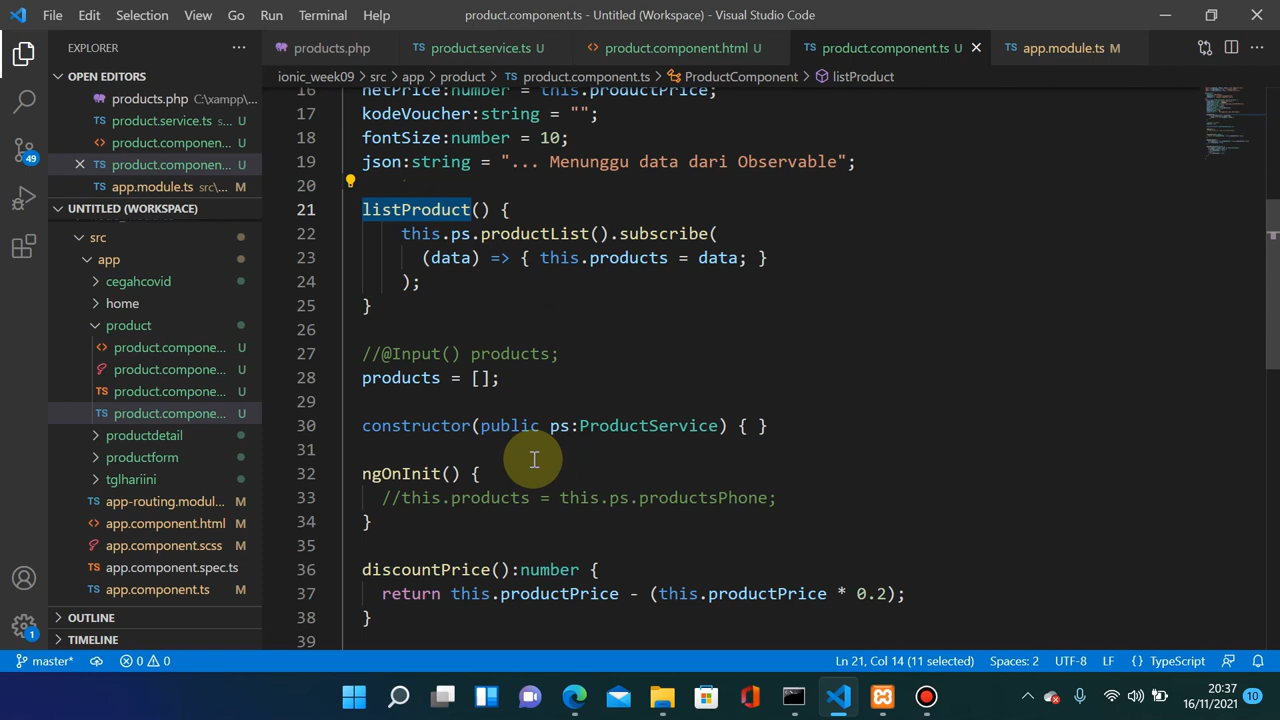 File Edit Selection View Go Run Terminal Help product.component.ts - Untitled (Workspace) - Visual Studio Code
EXPLORER
OPEN EDITORS
products.php C:\xampp\...
product.service.ts s... U
product.componen... U
product.componen... U
app.module.ts src\... M
UNTITLED (WORKSPACE)
src
app
cegahcovid
home
product
product.compone... U
product.compone... U
product.compone... U
product.compone... U
productdetail
productform
tglhariini
app-routing.modul... M
app.component.html M
app.component.scss M
app.component.spec.ts
app.component.ts M
OUTLINE
TIMELINE
49
1
products.php product.service.ts U product.component.html U product.component.ts U app.module.ts M
ionic_week09 > src > app > product > product.component.ts > ProductComponent > listProduct
16 netPrice:number = this.productPrice;
17 kodeVoucher:string = "";
18 fontSize:number = 10;
19 json:string = "... Menunggu data dari Observable";
20
21 listProduct() {
22 this.ps.productList().subscribe(
23 (data) => { this.products = data; }
24 );
25 }
26
27 //@Input() products;
28 products = [];
29
30 constructor(public ps:ProductService) { }
31
32 ngOnInit() {
33 //this.products = this.ps.productsPhone;
34 }
35
36 discountPrice():number {
37 return this.productPrice - (this.productPrice * 0.2);
38 }
39
master* 0 0 Ln 21, Col 14 (11 selected) Spaces: 2 UTF-8 LF {} TypeScript
20:37
16/11/2021
10